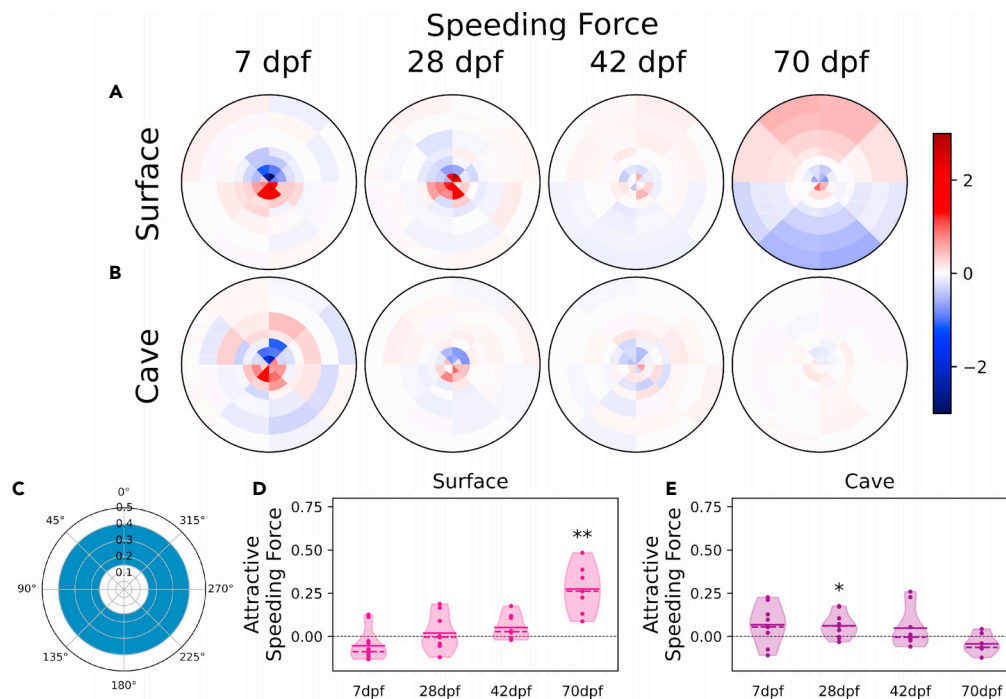 Speeding Force
7 dpf 28 dpf 42 dpf 70 dpf
A
Surface
B
Cave
2
0
−2
C
0°
45°
315°
0.5
0.4
0.3
0.2
0.1
90°
270°
135°
225°
180°
D
Surface
Attractive
Speeding Force
0.75
0.50
0.25
0.00
**
7dpf 28dpf 42dpf 70dpf
E
Cave
Attractive
Speeding Force
0.75
0.50
0.25
0.00
*
7dpf 28dpf 42dpf 70dpf